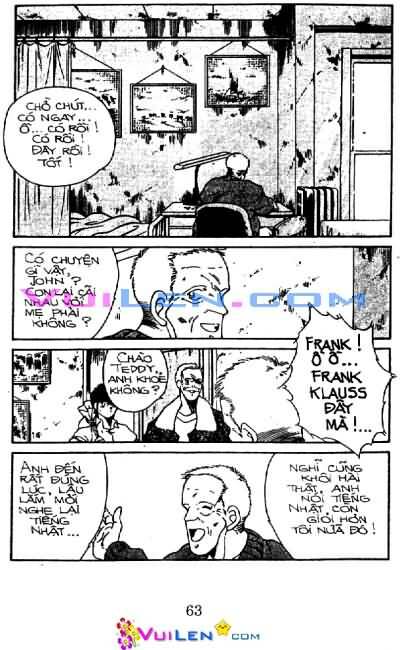 CHỜ CHÚT...
CÓ NGAY...
Ồ... CÓ RỒI!
CÓ RỒI!
ĐÂY RỒI!
TỐT!
CÓ CHUYỆN
GÌ VẬY,
JOHN?
CON LẠI CÃI
NHAU VỚI
MẸ PHẢI
KHÔNG?
VUILEN.COM
FRANK!
Ồ Ồ...
FRANK
KLAUSS
ĐÂY
MÀ!...
CHÀO
TEDDY...
ANH KHỎE
KHÔNG?
ANH ĐẾN
RẤT ĐÚNG
LÚC, LÂU
LẮM MỚI
NGHE LẠI
TIẾNG
NHẬT...
NGHĨ CŨNG
KHÔI HÀI
THẬT, ANH
NÓI TIẾNG
NHẬT CÒN
GIỎI HƠN
TÔI NỮA ĐÓ!
63
VUILEN.COM